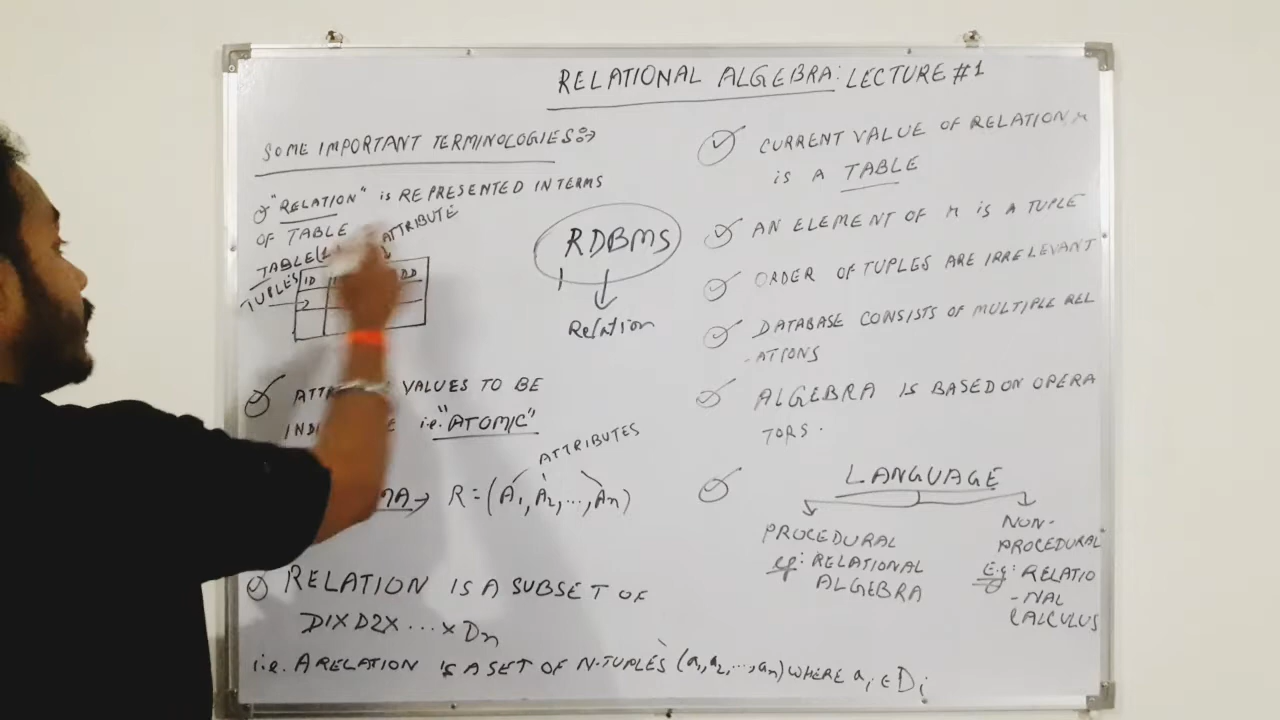 RELATIONAL ALGEBRA: LECTURE #1
SOME IMPORTANT TERMINOLOGIES:→
"RELATION" is REPRESENTED IN TERMS
OF TABLE
ATTRIBUTE
TUPLE'S
ID
2
DD
RDBMS
Relation
VALUES TO BE
i.e. "ATOMIC"
ATTRIBUTES
→ R = (A1, A2, ..., An)
RELATION IS A SUBSET OF
D1XD2X ... X Dn
i.e. A RELATION is A SET OF N-TUPLES (a1, a2, ..., an) WHERE ai ∈ Di
CURRENT VALUE OF RELATION r
is A TABLE
AN ELEMENT OF r is A TUPLE
ORDER OF TUPLES ARE IRRELEVANT
DATABASE CONSISTS OF MULTIPLE REL
-ATIONS
ALGEBRA IS BASED ON OPERA
TORS.
LANGUAGE
PROCEDURAL
eg: RELATIONAL
ALGEBRA
NON-
PROCEDURAL
E.g: RELATIO
-NAL
CALCULUS